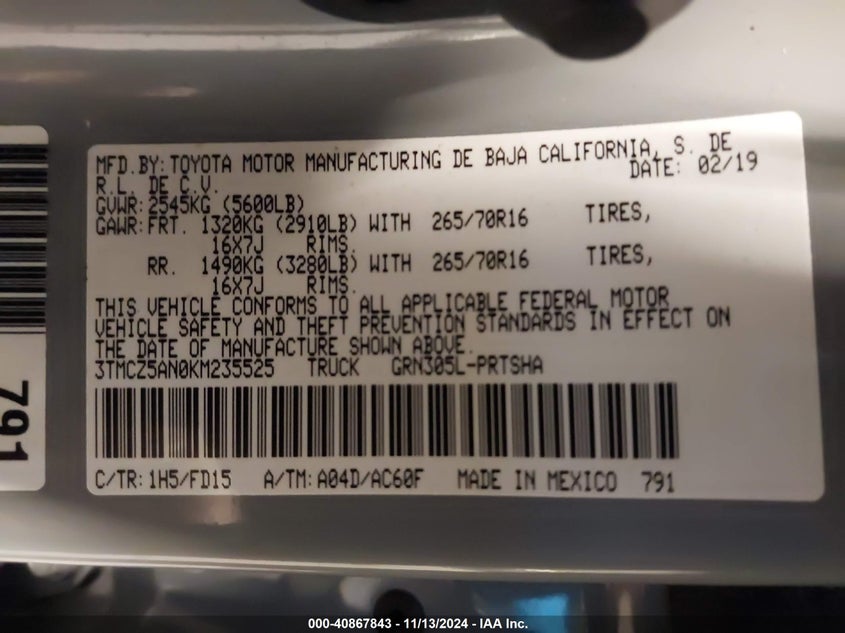 MFD.BY: TOYOTA MOTOR MANUFACTURING DE BAJA CALIFORNIA, S. DE
R.L. DE C.V. DATE: 02/19
GVWR: 2545KG (5600LB)
GAWR: FRT. 1320KG (2910LB) WITH 265/70R16 TIRES,
16X7J RIMS.
RR. 1490KG (3280LB) WITH 265/70R16 TIRES,
16X7J RIMS.
THIS VEHICLE CONFORMS TO ALL APPLICABLE FEDERAL MOTOR
VEHICLE SAFETY AND THEFT PREVENTION STANDARDS IN EFFECT ON
THE DATE OF MANUFACTURE SHOWN ABOVE.
3TMCZ5AN0KM235525 TRUCK GRN305L-PRTSHA
C/TR: 1H5/FD15 A/TM: A04D/AC60F MADE IN MEXICO 791
791
000-40867843 - 11/13/2024 - IAA Inc.